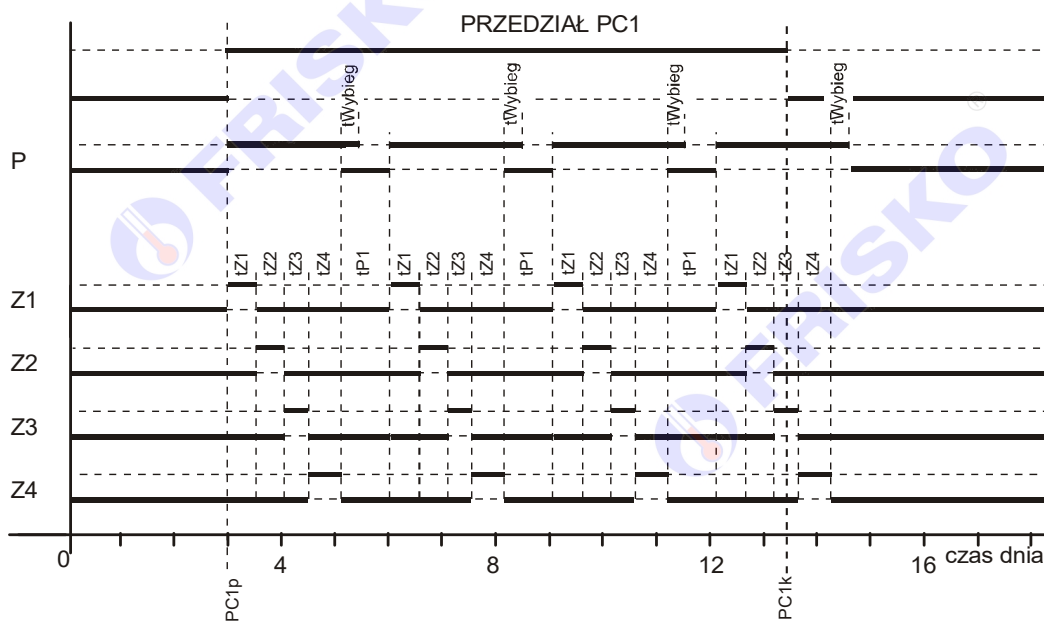 PRZEDZIAŁ PC1
tWybieg tWybieg tWybieg tWybieg
P
tZ1 tZ2 tZ3 tZ4 tP1 tZ1 tZ2 tZ3 tZ4 tP1 tZ1 tZ2 tZ3 tZ4 tP1 tZ1 tZ2 tZ3 tZ4
Z1
Z2
Z3
Z4
0 4 8 12 16 czas dnia
PC1p PC1k
FRISKO
FRISKO ®